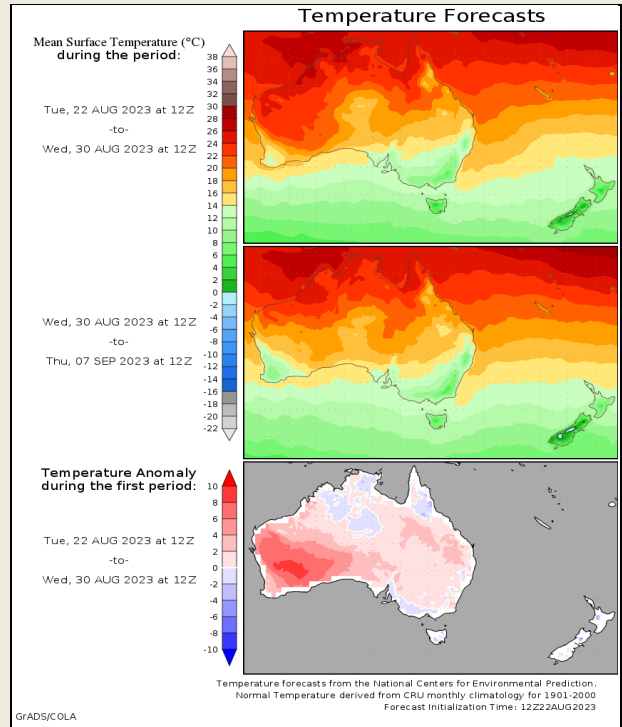 Temperature Forecasts
Mean Surface Temperature (°C)
during the period:
38
36
34
32
30
28
26
24
22
20
18
16
14
12
10
8
6
4
2
0
-2
-4
-6
-8
-10
-12
-14
-16
-18
-20
-22
Tue, 22 AUG 2023 at 12Z
-to-
Wed, 30 AUG 2023 at 12Z
Wed, 30 AUG 2023 at 12Z
-to-
Thu, 07 SEP 2023 at 12Z
Temperature Anomaly
during the first period:
10
8
6
4
2
0
-2
-4
-6
-8
-10
Tue, 22 AUG 2023 at 12Z
-to-
Wed, 30 AUG 2023 at 12Z
Temperature forecasts from the National Centers for Environmental Prediction.
Normal Temperature derived from CRU monthly climatology for 1901-2000
Forecast Initialization Time: 12Z22AUG2023
GrADS/COLA